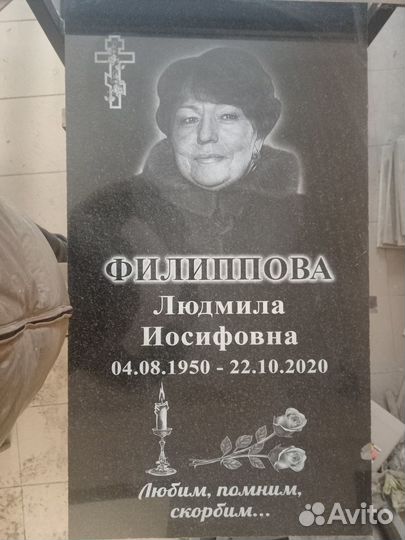 ФИЛИППОВА
Людмила
Иосифовна
04.08.1950 - 22.10.2020
Любим, помним,
скорбим...
Avito